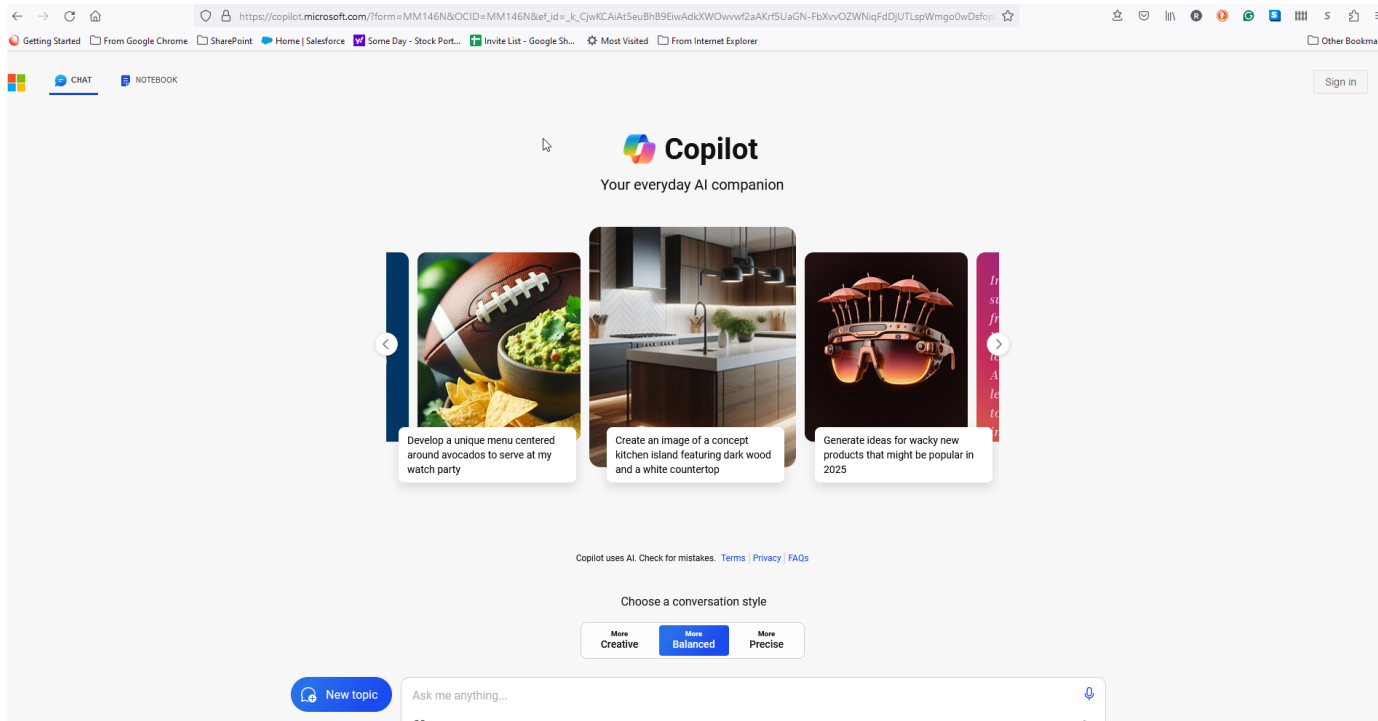 https://copilot.microsoft.com/?form=MM146N&OCID=MM146N&ef_id=_k_CjwKCAiAt5euBhB9EiwAdkXWOwvwf2aAKrf5UaGN-FbXvvOZWNiqFdDjUTLspWmgo0wDsfop
Getting Started From Google Chrome SharePoint Home | Salesforce Some Day - Stock Port... Invite List - Google Sh... Most Visited From Internet Explorer Other Bookma
CHAT NOTEBOOK Sign in
Copilot
Your everyday AI companion
Develop a unique menu centered
around avocados to serve at my
watch party
Create an image of a concept
kitchen island featuring dark wood
and a white countertop
Generate ideas for wacky new
products that might be popular in
2025
Copilot uses AI. Check for mistakes. Terms Privacy FAQs
Choose a conversation style
More
Creative
More
Balanced
More
Precise
New topic
Ask me anything...